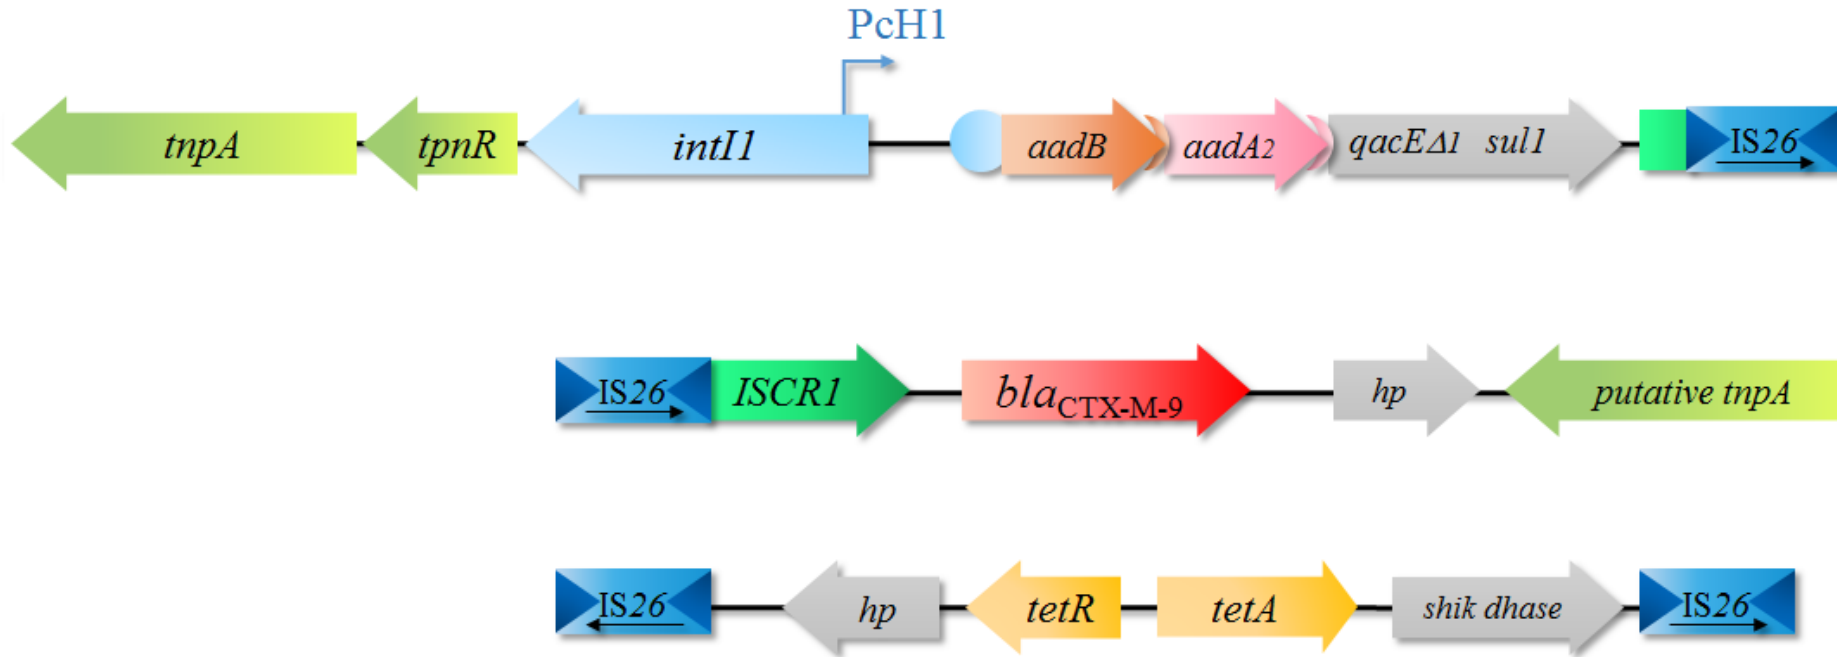 PcH1
tnpA tpnR intI1 aadB aadA2 qacEΔ1 sul1 IS26
IS26 ISCR1 blaCTX-M-9 hp putative tnpA
IS26 hp tetR tetA shik dhase IS26